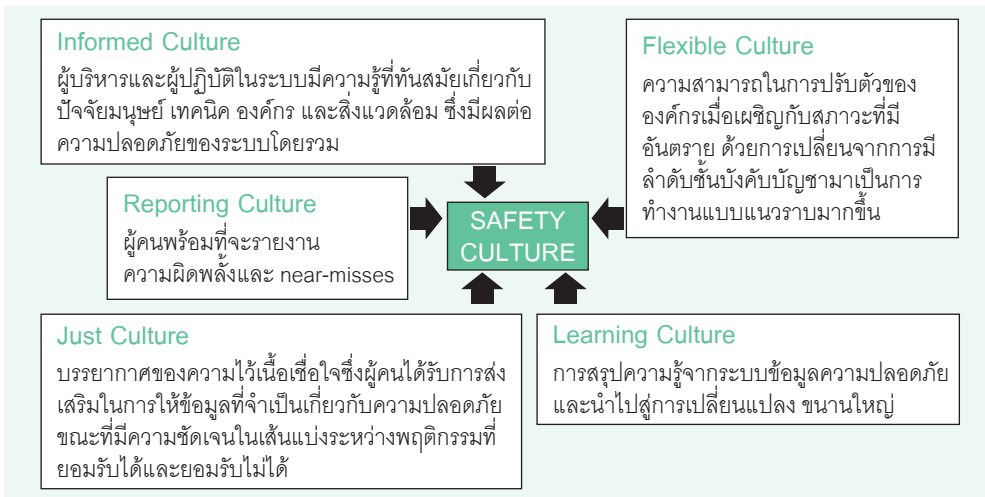 Informed Culture
ผู้บริหารและผู้ปฏิบัติในระบบมีความรู้ที่ทันสมัยเกี่ยวกับ
ปัจจัยมนุษย์ เทคนิค องค์กร และสิ่งแวดล้อม ซึ่งมีผลต่อ
ความปลอดภัยของระบบโดยรวม
Flexible Culture
ความสามารถในการปรับตัวของ
องค์กรเมื่อเผชิญกับสภาวะที่มี
อันตราย ด้วยการเปลี่ยนจากการมี
ลำดับชั้นบังคับบัญชามาเป็นการ
ทำงานแบบแนวราบมากขึ้น
Reporting Culture
ผู้คนพร้อมที่จะรายงาน
ความผิดพลั้งและ near-misses
SAFETY
CULTURE
Just Culture
บรรยากาศของความไว้เนื้อเชื่อใจซึ่งผู้คนได้รับการส่ง
เสริมในการให้ข้อมูลที่จำเป็นเกี่ยวกับความปลอดภัย
ขณะที่มีความชัดเจนในเส้นแบ่งระหว่างพฤติกรรมที่
ยอมรับได้และยอมรับไม่ได้
Learning Culture
การสรุปความรู้จากระบบข้อมูลความปลอดภัย
และนำไปสู่การเปลี่ยนแปลง ขนานใหญ่